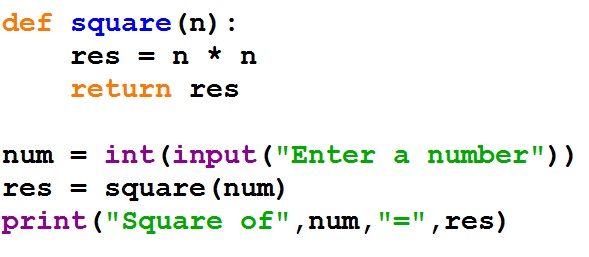 def square(n):
    res = n * n
    return res

num = int(input("Enter a number"))
res = square(num)
print("Square of",num,"=",res)